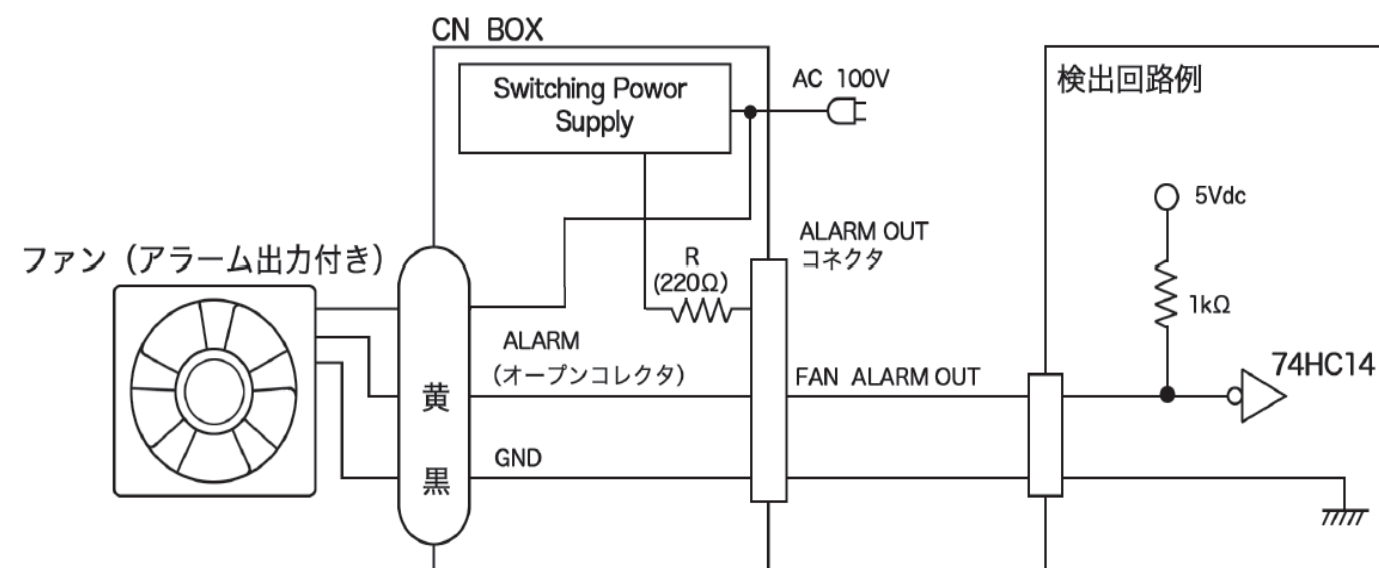 CN BOX
Switching Powor
Supply
AC 100V
検出回路例
5Vdc
ALARM OUT
コネクタ
ファン（アラーム出力付き）
R
(220Ω)
1kΩ
ALARM
(オープンコレクタ)
FAN ALARM OUT
74HC14
黄
GND
黒